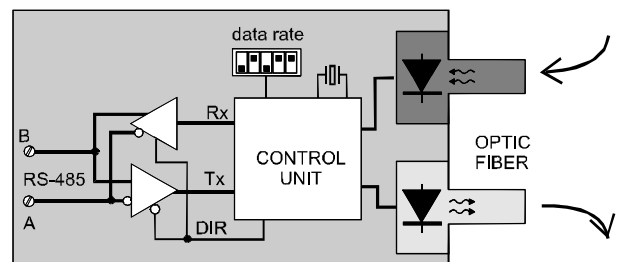 data rate
Rx
B
CONTROL
UNIT
OPTIC
FIBER
RS-485
Tx
A
DIR